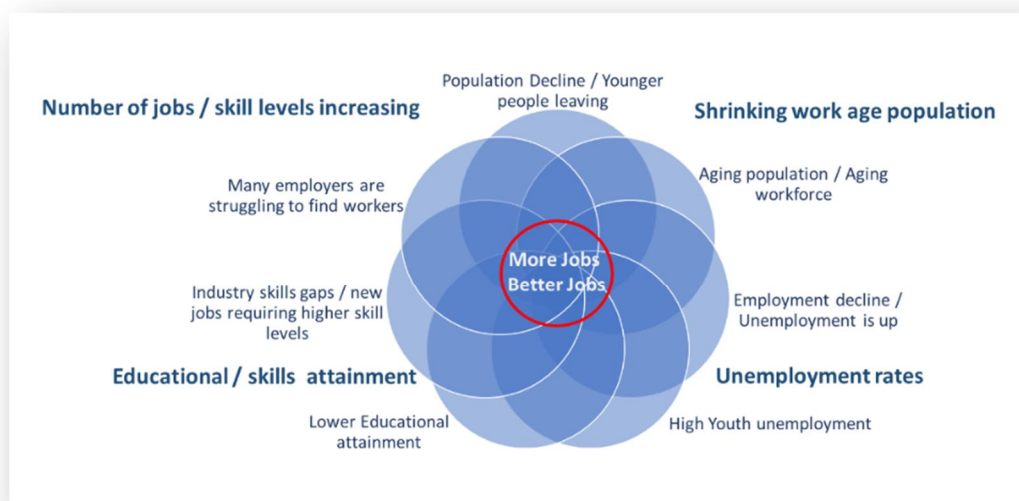 Population Decline / Younger
people leaving
Number of jobs / skill levels increasing
Shrinking work age population
Many employers are
struggling to find workers
Aging population / Aging
workforce
More Jobs
Better Jobs
Industry skills gaps / new
jobs requiring higher skill
levels
Employment decline /
Unemployment is up
Educational / skills attainment
Unemployment rates
Lower Educational
attainment
High Youth unemployment